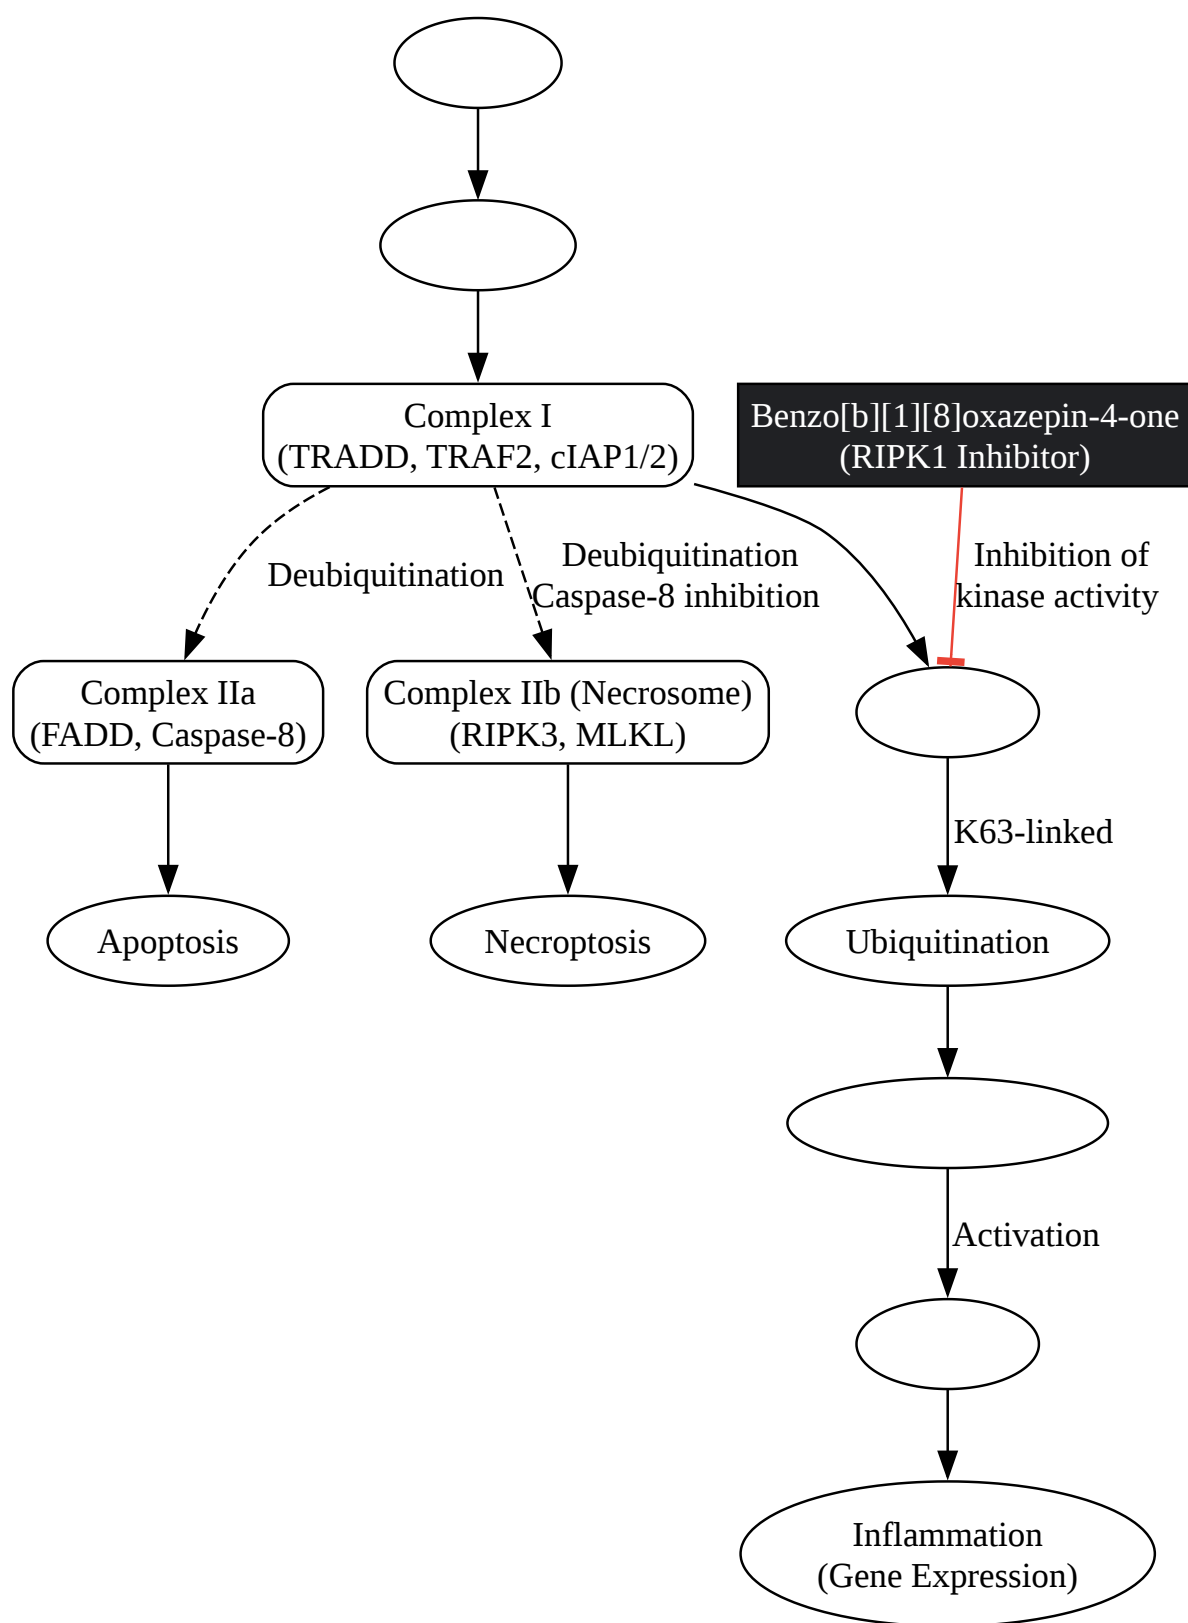 Complex I
(TRADD, TRAF2, cIAP1/2)
Benzo[b][1][8]oxazepin-4-one
(RIPK1 Inhibitor)
Deubiquitination
Deubiquitination
Caspase-8 inhibition
Inhibition of
kinase activity
Complex IIa
(FADD, Caspase-8)
Complex IIb (Necrosome)
(RIPK3, MLKL)
K63-linked
Apoptosis
Necroptosis
Ubiquitination
Activation
Inflammation
(Gene Expression)